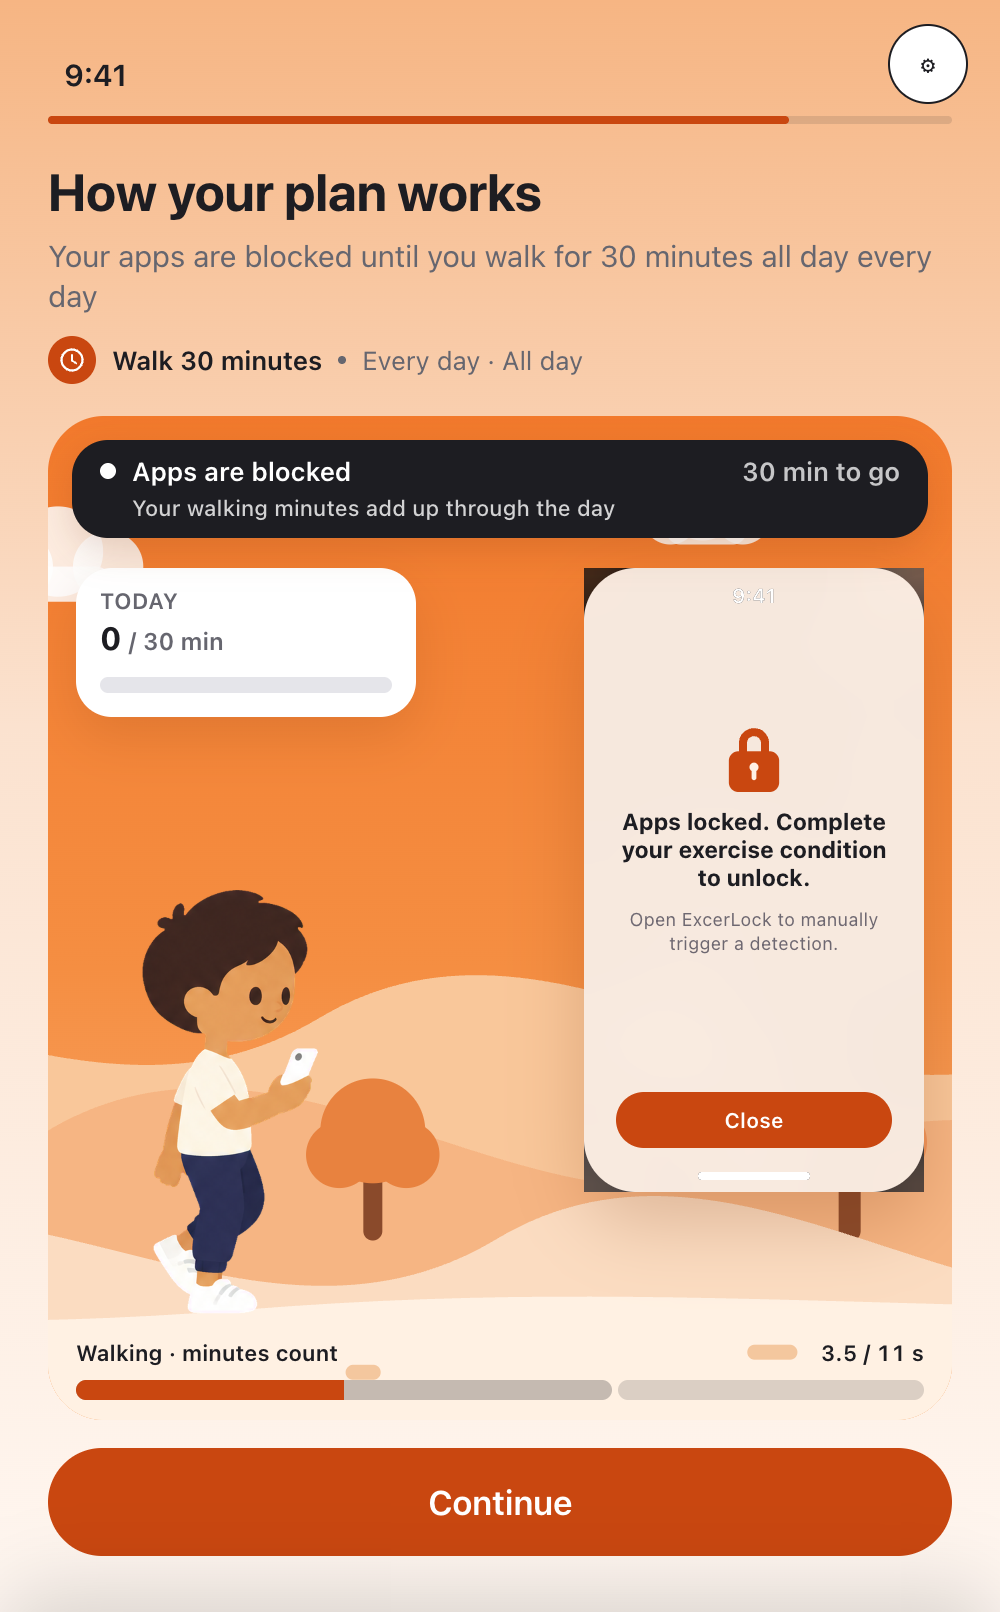 9:41
How your plan works
Your apps are blocked until you walk for 30 minutes all day every
day
Walk 30 minutes • Every day · All day
Apps are blocked
30 min to go
Your walking minutes add up through the day
TODAY
0 / 30 min
9:41
Apps locked. Complete
your exercise condition
to unlock.
Open ExcerLock to manually
trigger a detection.
Close
Walking · minutes count
3.5 / 11 s
Continue